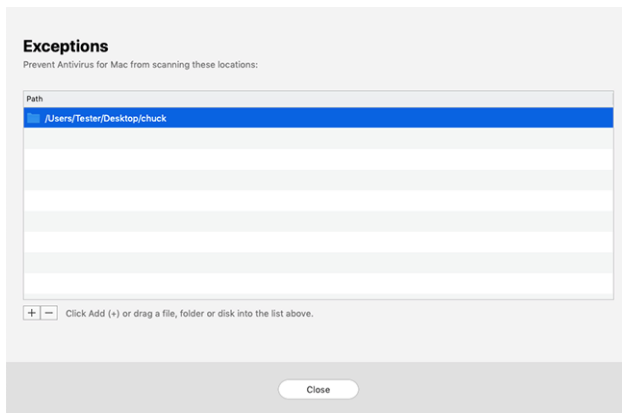 Exceptions
Prevent Antivirus for Mac from scanning these locations:
Path
/Users/Tester/Desktop/chuck
+ − Click Add (+) or drag a file, folder or disk into the list above.
Close